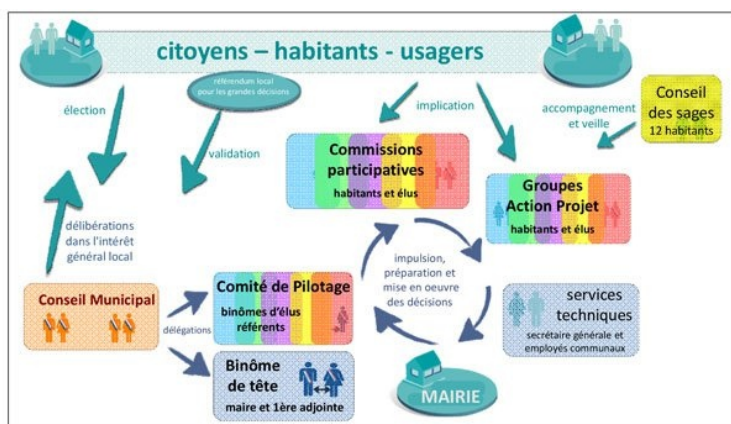 citoyens – habitants - usagers
référendum local
pour les grandes décisions
élection
validation
implication
accompagnement
et veille
Conseil
des sages
12 habitants
Commissions
participatives
habitants et élus
Groupes
Action Projet
habitants et élus
délibérations
dans l'intérêt
général local
Conseil Municipal
délégations
Comité de Pilotage
binômes d'élus
référents
impulsion,
préparation et
mise en oeuvre
des décisions
services
techniques
secrétaire générale et
employés communaux
Binôme
de tête
maire et 1ère adjointe
MAIRIE